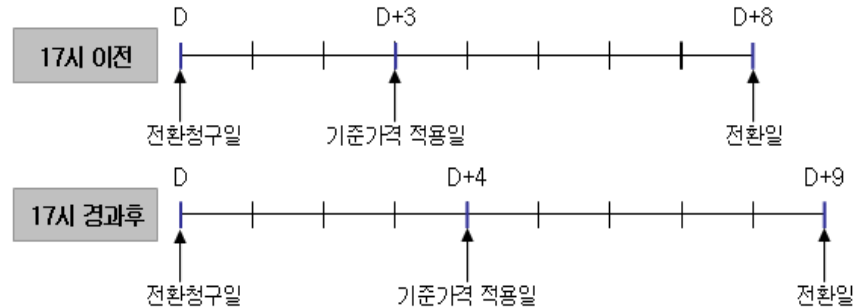 D D+3 D+8
17시 이전
전환청구일 기준가격 적용일 전환일
D D+4 D+9
17시 경과후
전환청구일 기준가격 적용일 전환일